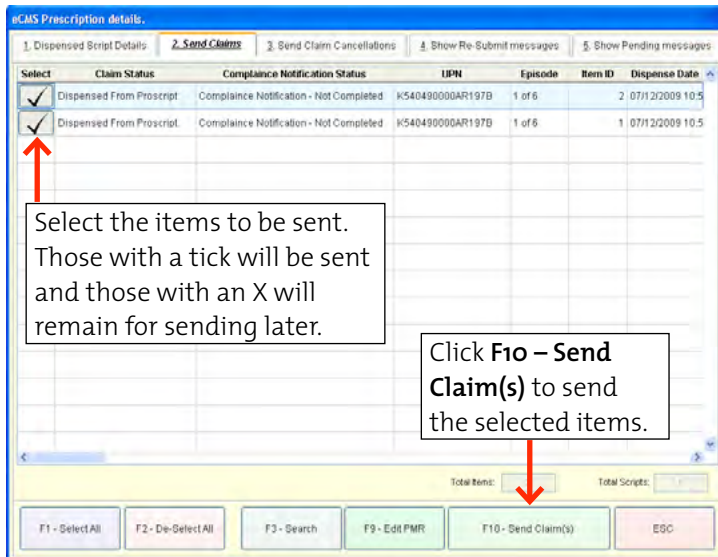 eCMS Prescription details.
1. Dispensed Script Details 2. Send Claims 3. Send Claim Cancellations 4. Show Re-Submit messages 5. Show Pending messages
Select Claim Status Complaince Notification Status UPN Episode Item ID Dispense Date
Dispensed From Proscript Complaince Notification - Not Completed K540490000AR197B 1 of 6 2 07/12/2009 10:5
Dispensed From Proscript Complaince Notification - Not Completed K540490000AR197B 1 of 6 1 07/12/2009 10:5
Select the items to be sent.
Those with a tick will be sent
and those with an X will
remain for sending later.
Click F10 – Send
Claim(s) to send
the selected items.
Total Items: Total Scripts:
F1 - Select All F2 - De-Select All F3 - Search F9 - Edit PMR F10 - Send Claim(s) ESC